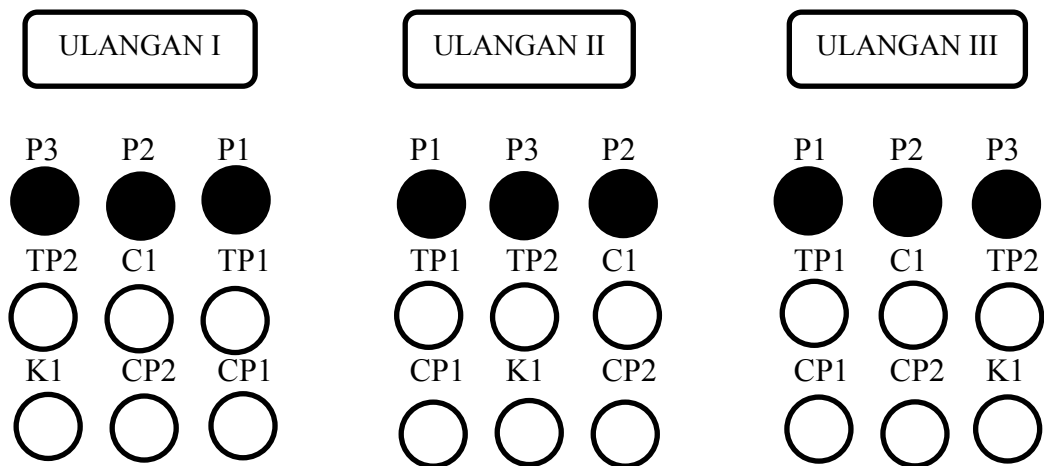 ULANGAN I ULANGAN II ULANGAN III
P3 P2 P1 P1 P3 P2 P1 P2 P3
TP2 C1 TP1 TP1 TP2 C1 TP1 C1 TP2
K1 CP2 CP1 CP1 K1 CP2 CP1 CP2 K1